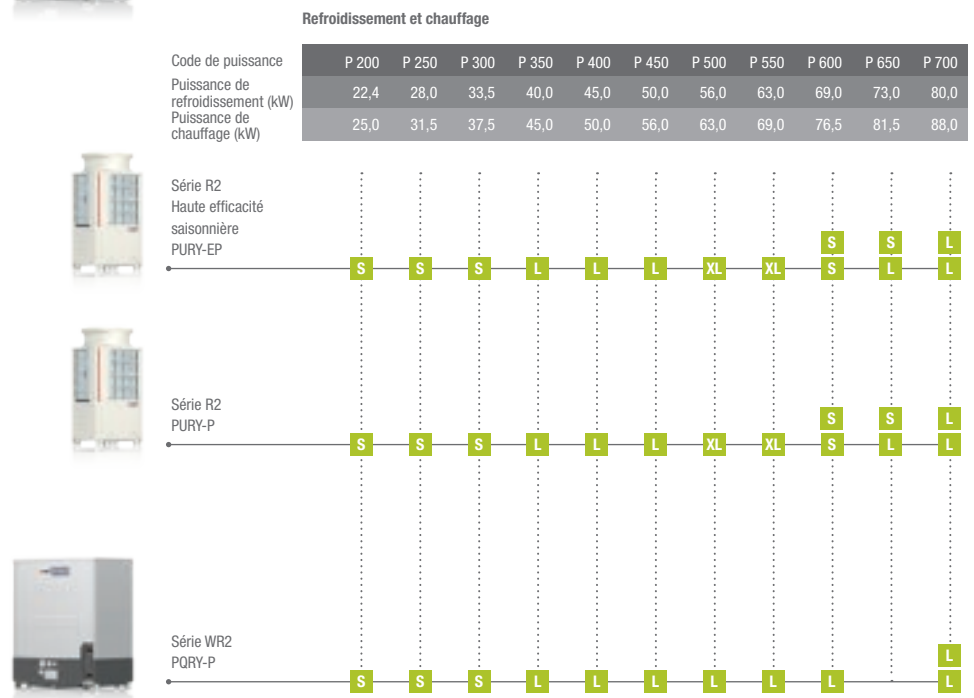 Refroidissement et chauffage
Code de puissance P 200 P 250 P 300 P 350 P 400 P 450 P 500 P 550 P 600 P 650 P 700
Puissance de
refroidissement (kW) 22,4 28,0 33,5 40,0 45,0 50,0 56,0 63,0 69,0 73,0 80,0
Puissance de
chauffage (kW) 25,0 31,5 37,5 45,0 50,0 56,0 63,0 69,0 76,5 81,5 88,0
Série R2
Haute efficacité
saisonnière
PURY-EP
S S L
S S S L L L XL XL S L L
Série R2
PURY-P
S S L
S S S L L L XL XL S L L
Série WR2
PQRY-P
L
S S S L L L L L L L